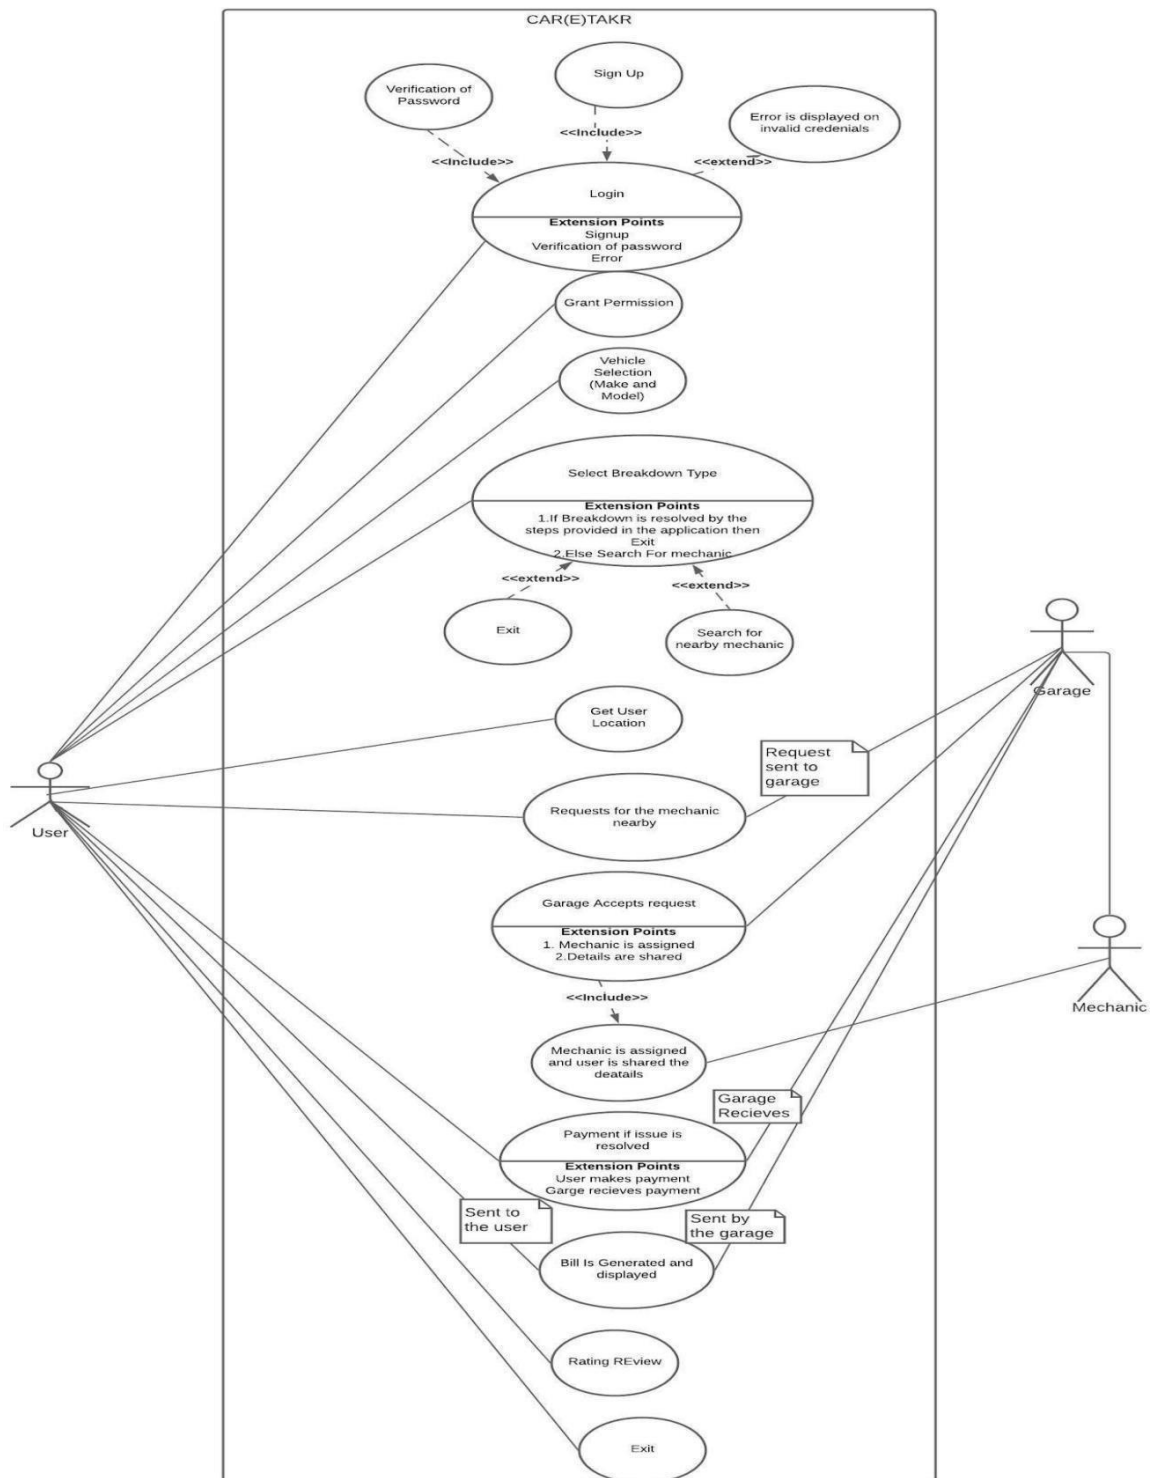 CAR(E)TAKR
Sign Up
Verification of
Password
Error is displayed on
invalid credenials
<<Include>>
<<Include>>
<<extend>>
Login
Extension Points
Signup
Verification of password
Error
Grant Permission
Vehicle
Selection
(Make and
Model)
Select Breakdown Type
Extension Points
1.If Breakdown is resolved by the
steps provided in the application then
Exit
2.Else Search For mechanic
<<extend>>
<<extend>>
Exit
Search for
nearby mechanic
Garage
Get User
Location
Request
sent to
garage
User
Requests for the mechanic
nearby
Garage Accepts request
Extension Points
1. Mechanic is assigned
2.Details are shared
<<Include>>
Mechanic
Mechanic is assigned
and user is shared the
deatails
Garage
Recieves
Payment if issue is
resolved
Extension Points
User makes payment
Garge recieves payment
Sent to
the user
Sent by
the garage
Bill Is Generated and
displayed
Rating REview
Exit